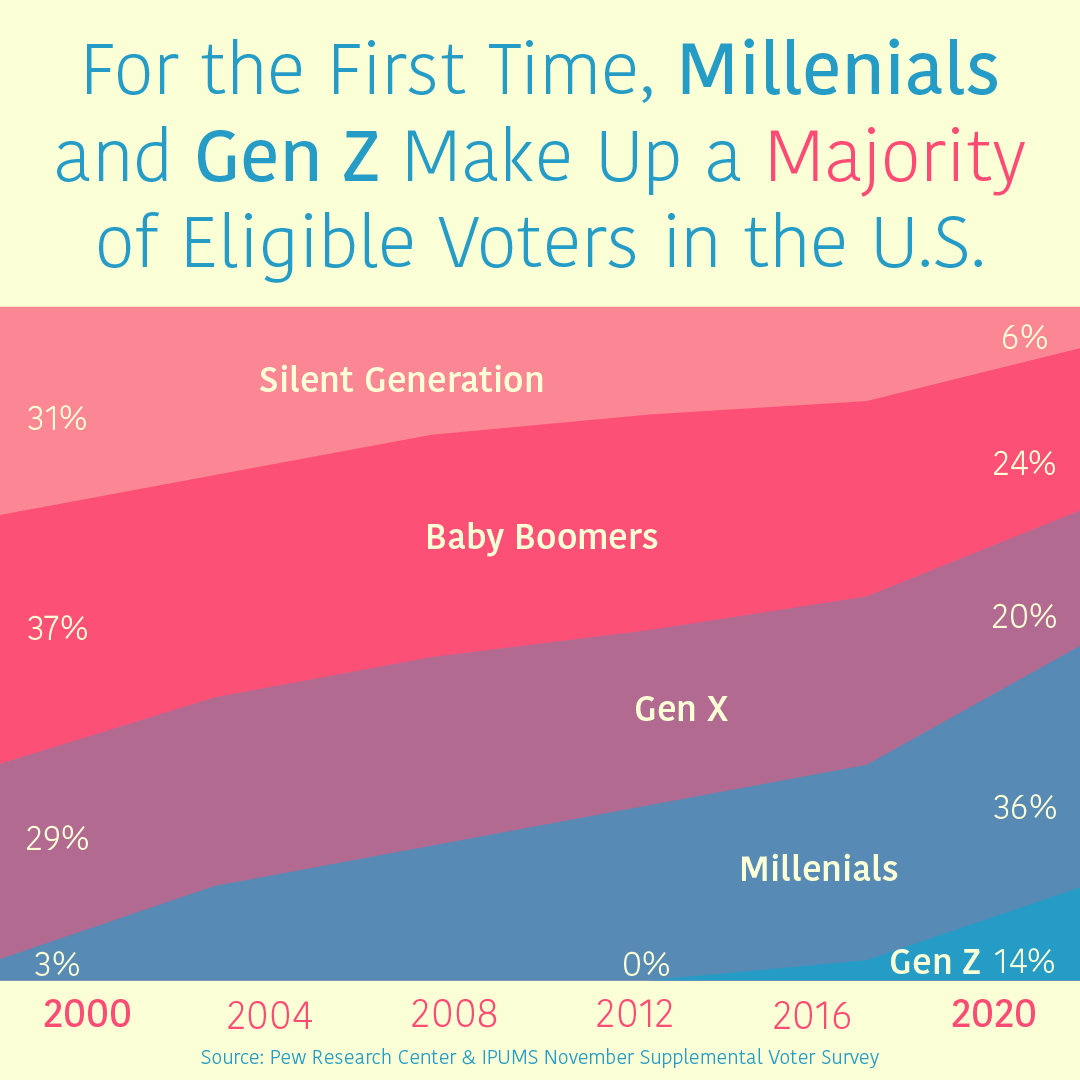 For the First Time, Millenials
and Gen Z Make Up a Majority
of Eligible Voters in the U.S.
6%
Silent Generation
31%
24%
Baby Boomers
37%
20%
Gen X
36%
29%
Millenials
3%
0%
Gen Z 14%
2000 2004 2008 2012 2016 2020
Source: Pew Research Center & IPUMS November Supplemental Voter Survey